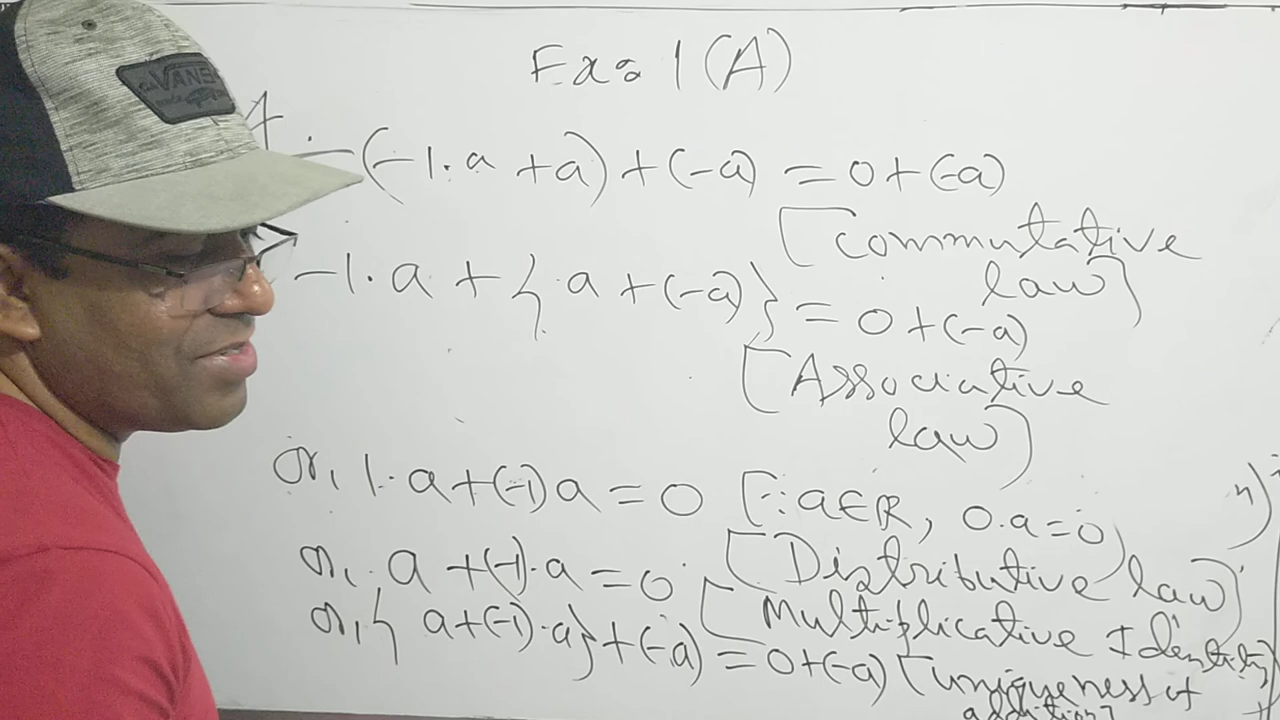 VANS
Ex: 1 (A)
(-1.a +a) + (-a) = 0 + (-a)
[Commutative
law]
-1.a + { a + (-a)} = 0 + (-a)
[Associative
law]
or, 1.a+(-1)a = 0 [∵ a∈R, 0.a=0]
or, a +(-1).a = 0 [Distributive law]
[Multiplicative Identity]
or, { a+(-1).a}+(-a) = 0+(-a) [uniqueness of
addition]